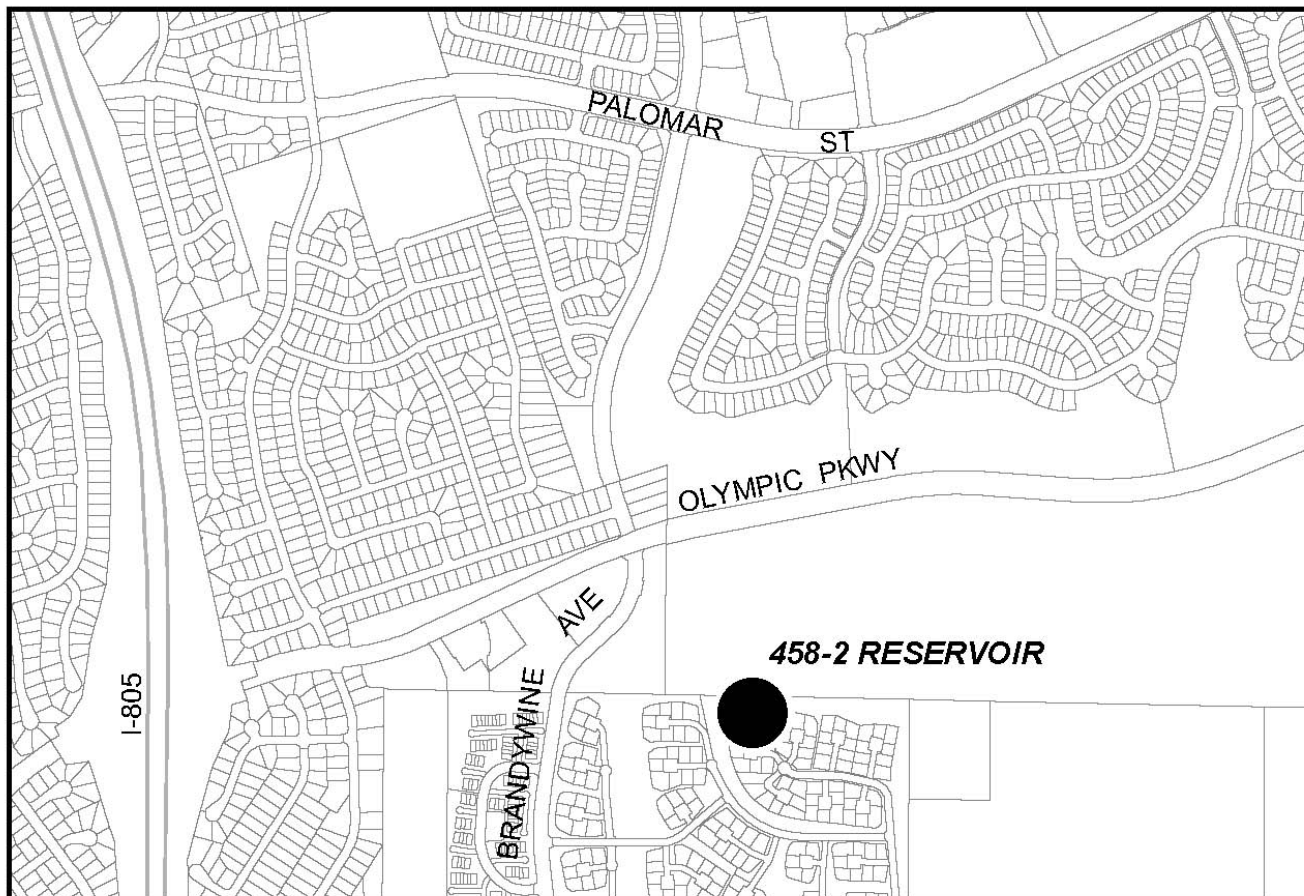 PALOMAR ST
OLYMPIC PKWY
458-2 RESERVOIR
BRANDYWINE AVE
I-805